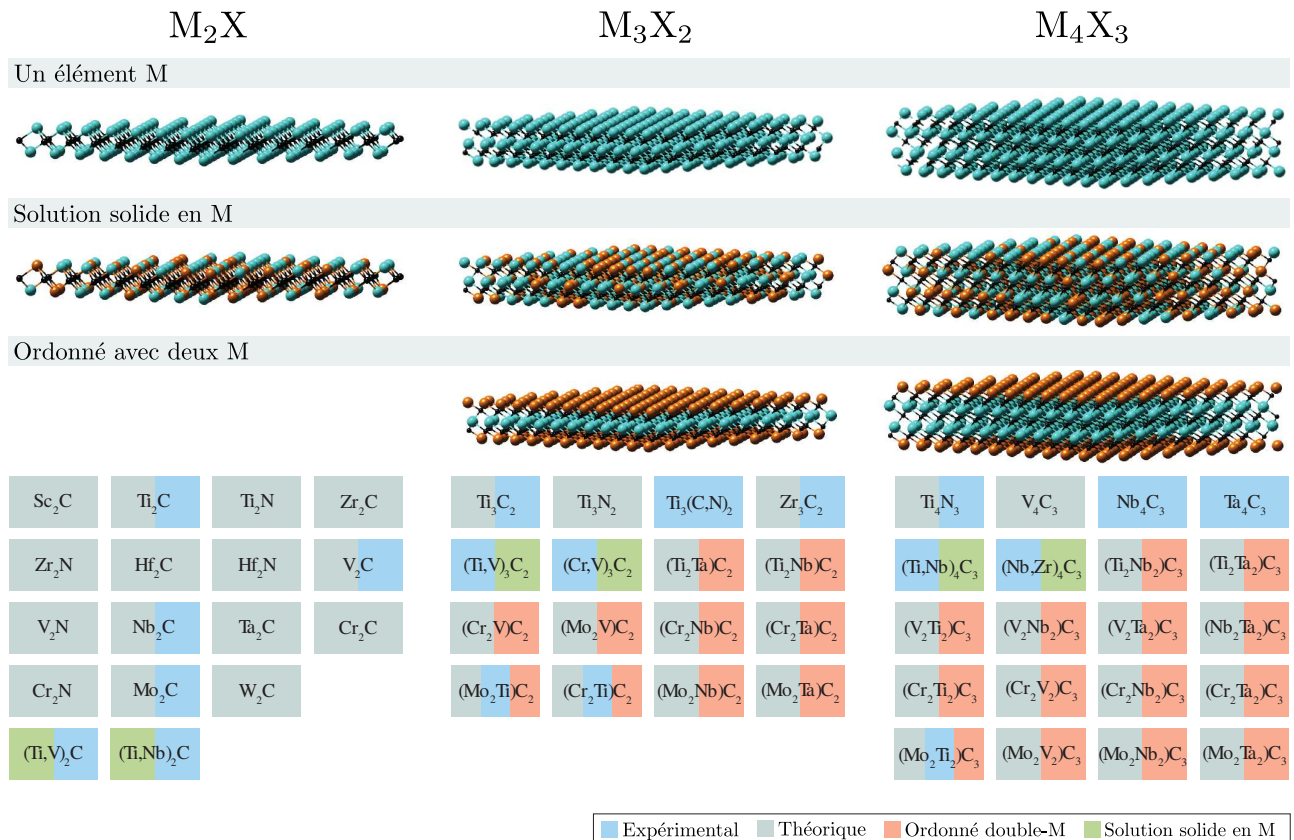 M₂X M₃X₂ M₄X₃
Un élément M
Solution solide en M
Ordonné avec deux M
Sc₂C Ti₂C Ti₂N Zr₂C Ti₃C₂ Ti₃N₂ Ti₃(C,N)₂ Zr₃C₂ Ti₄N₃ V₄C₃ Nb₄C₃ Ta₄C₃
Zr₂N Hf₂C Hf₂N V₂C (Ti,V)₃C₂ (Cr,V)₃C₂ (Ti₂Ta)C₂ (Ti₂Nb)C₂ (Ti,Nb)₄C₃ (Nb,Zr)₄C₃ (Ti₂Nb₂)C₃ (Ti₂Ta₂)C₃
V₂N Nb₂C Ta₂C Cr₂C (Cr₂V)C₂ (Mo₂V)C₂ (Cr₂Nb)C₂ (Cr₂Ta)C₂ (V₂Ti₂)C₃ (V₂Nb₂)C₃ (V₂Ta₂)C₃ (Nb₂Ta₂)C₃
Cr₂N Mo₂C W₂C (Mo₂Ti)C₂ (Cr₂Ti)C₂ (Mo₂Nb)C₂ (Mo₂Ta)C₂ (Cr₂Ti₂)C₃ (Cr₂V₂)C₃ (Cr₂Nb₂)C₃ (Cr₂Ta₂)C₃
(Ti,V)₂C (Ti,Nb)₂C (Mo₂Ti₂)C₃ (Mo₂V₂)C₃ (Mo₂Nb₂)C₃ (Mo₂Ta₂)C₃
Expérimental Théorique Ordonné double-M Solution solide en M